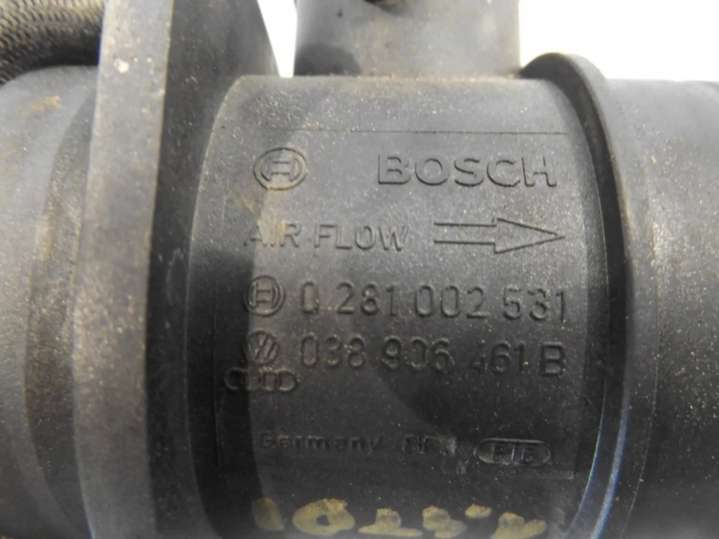 BOSCH
AIR FLOW
0 281 002 531
038 906 461 B
Germany